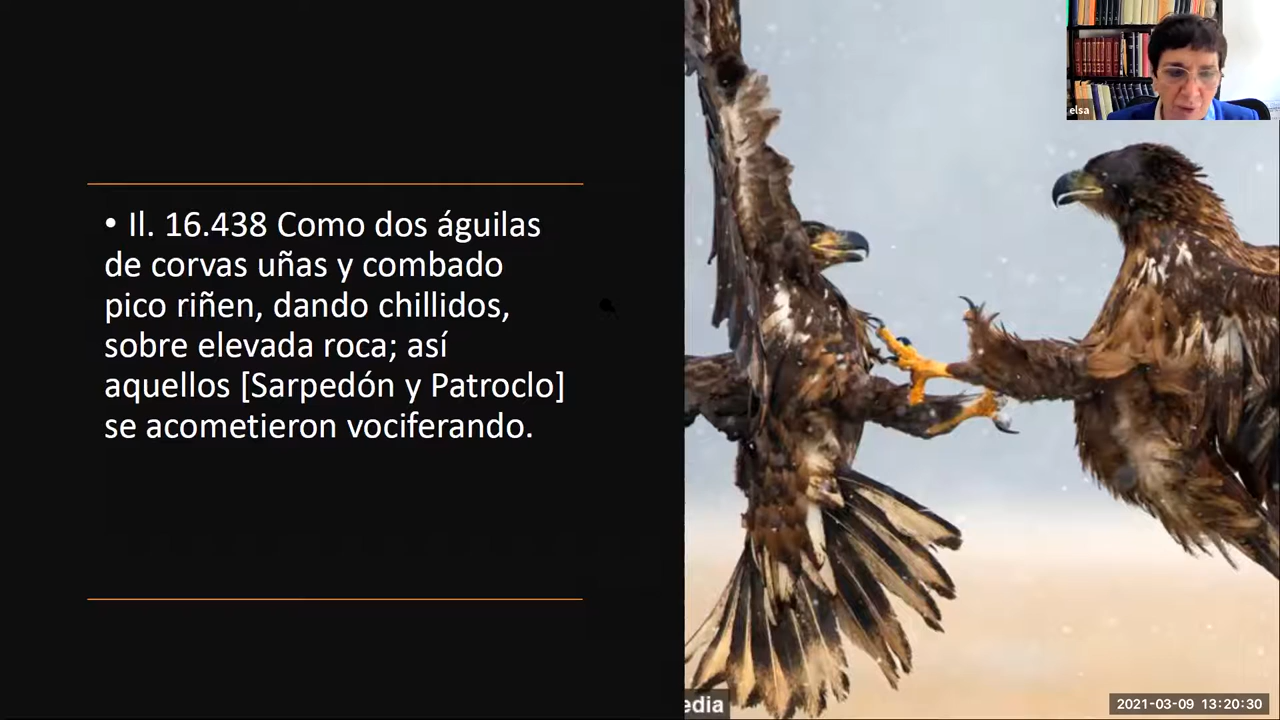 elsa
• Il. 16.438 Como dos águilas
de corvas uñas y combado
pico riñen, dando chillidos,
sobre elevada roca; así
aquellos [Sarpedón y Patroclo]
se acometieron vociferando.
edia
2021-03-09 13:20:30